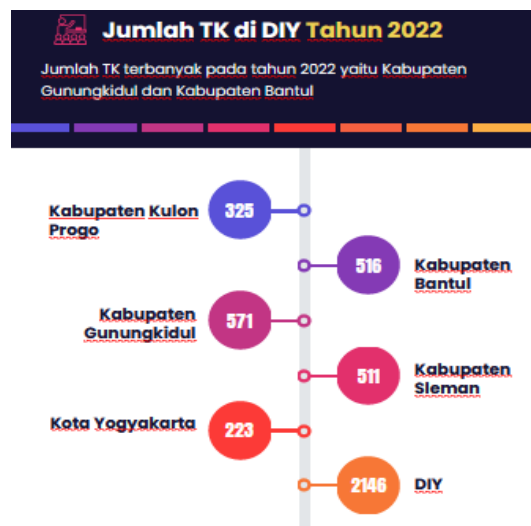 Jumlah TK di DIY Tahun 2022
Jumlah TK terbanyak pada tahun 2022 yaitu Kabupaten
Gunungkidul dan Kabupaten Bantul
Kabupaten Kulon
Progo
325
516
Kabupaten
Bantul
Kabupaten
Gunungkidul
571
511
Kabupaten
Sleman
Kota Yogyakarta
223
2146
DIY